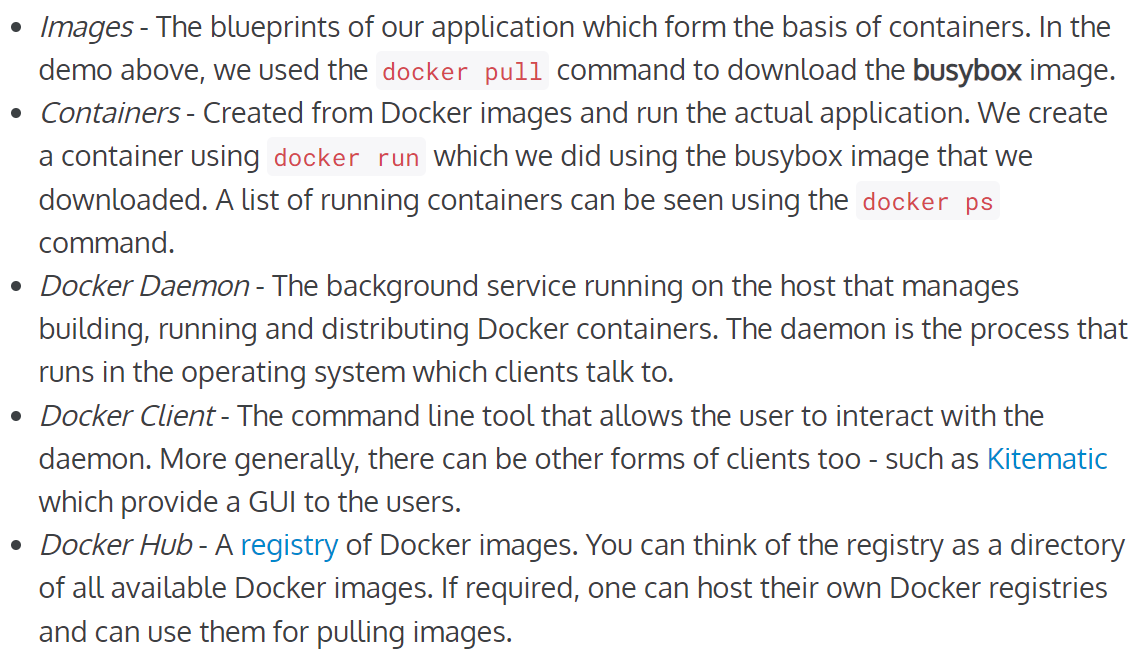 • Images - The blueprints of our application which form the basis of containers. In the
demo above, we used the docker pull command to download the busybox image.
• Containers - Created from Docker images and run the actual application. We create
a container using docker run which we did using the busybox image that we
downloaded. A list of running containers can be seen using the docker ps
command.
• Docker Daemon - The background service running on the host that manages
building, running and distributing Docker containers. The daemon is the process that
runs in the operating system which clients talk to.
• Docker Client - The command line tool that allows the user to interact with the
daemon. More generally, there can be other forms of clients too - such as Kitematic
which provide a GUI to the users.
• Docker Hub - A registry of Docker images. You can think of the registry as a directory
of all available Docker images. If required, one can host their own Docker registries
and can use them for pulling images.